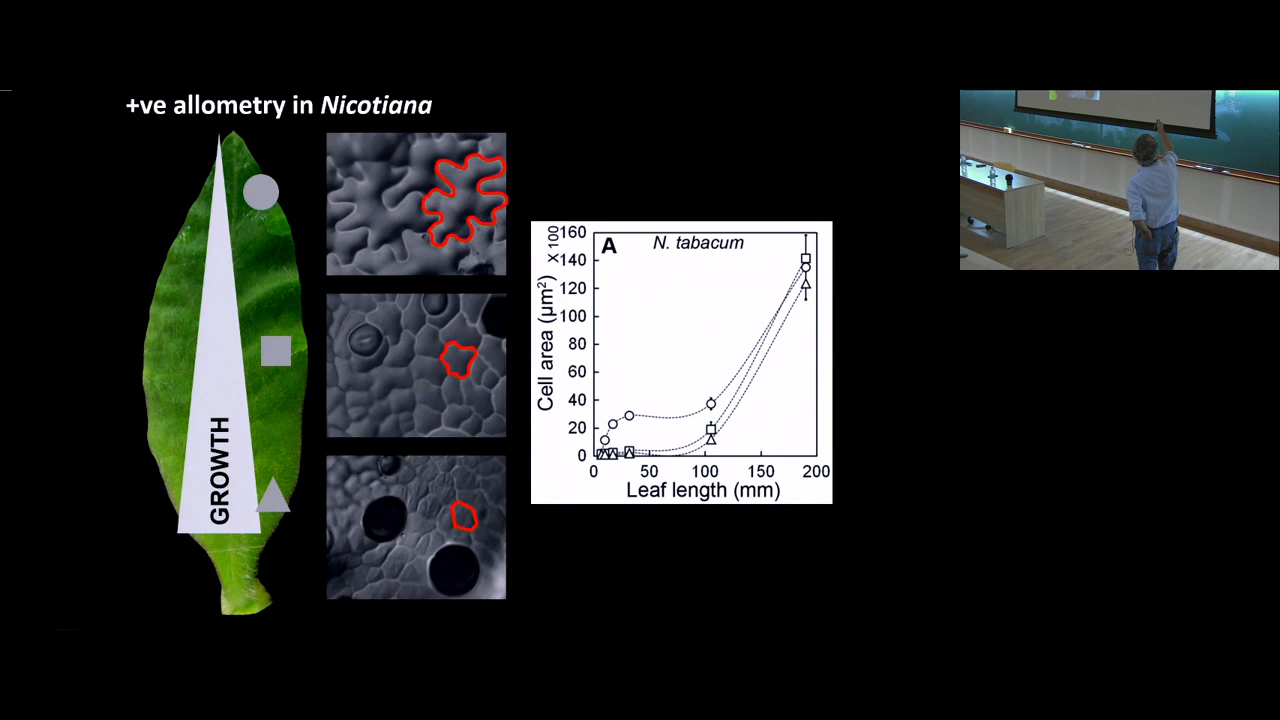 +ve allometry in Nicotiana
GROWTH
A
N. tabacum
x 100
Cell area (μm²)
160
140
120
100
80
60
40
20
0
0 50 100 150 200
Leaf length (mm)